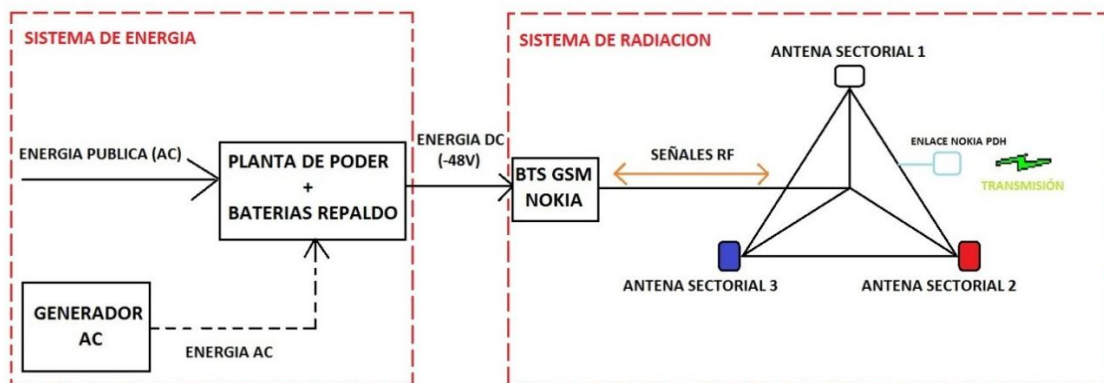 SISTEMA DE ENERGIA
ENERGIA PUBLICA (AC)
PLANTA DE PODER
+
BATERIAS REPALDO
GENERADOR
AC
ENERGIA AC
ENERGIA DC
(-48V)
SISTEMA DE RADIACION
BTS GSM
NOKIA
SEÑALES RF
ANTENA SECTORIAL 1
ENLACE NOKIA PDH
TRANSMISIÓN
ANTENA SECTORIAL 3
ANTENA SECTORIAL 2